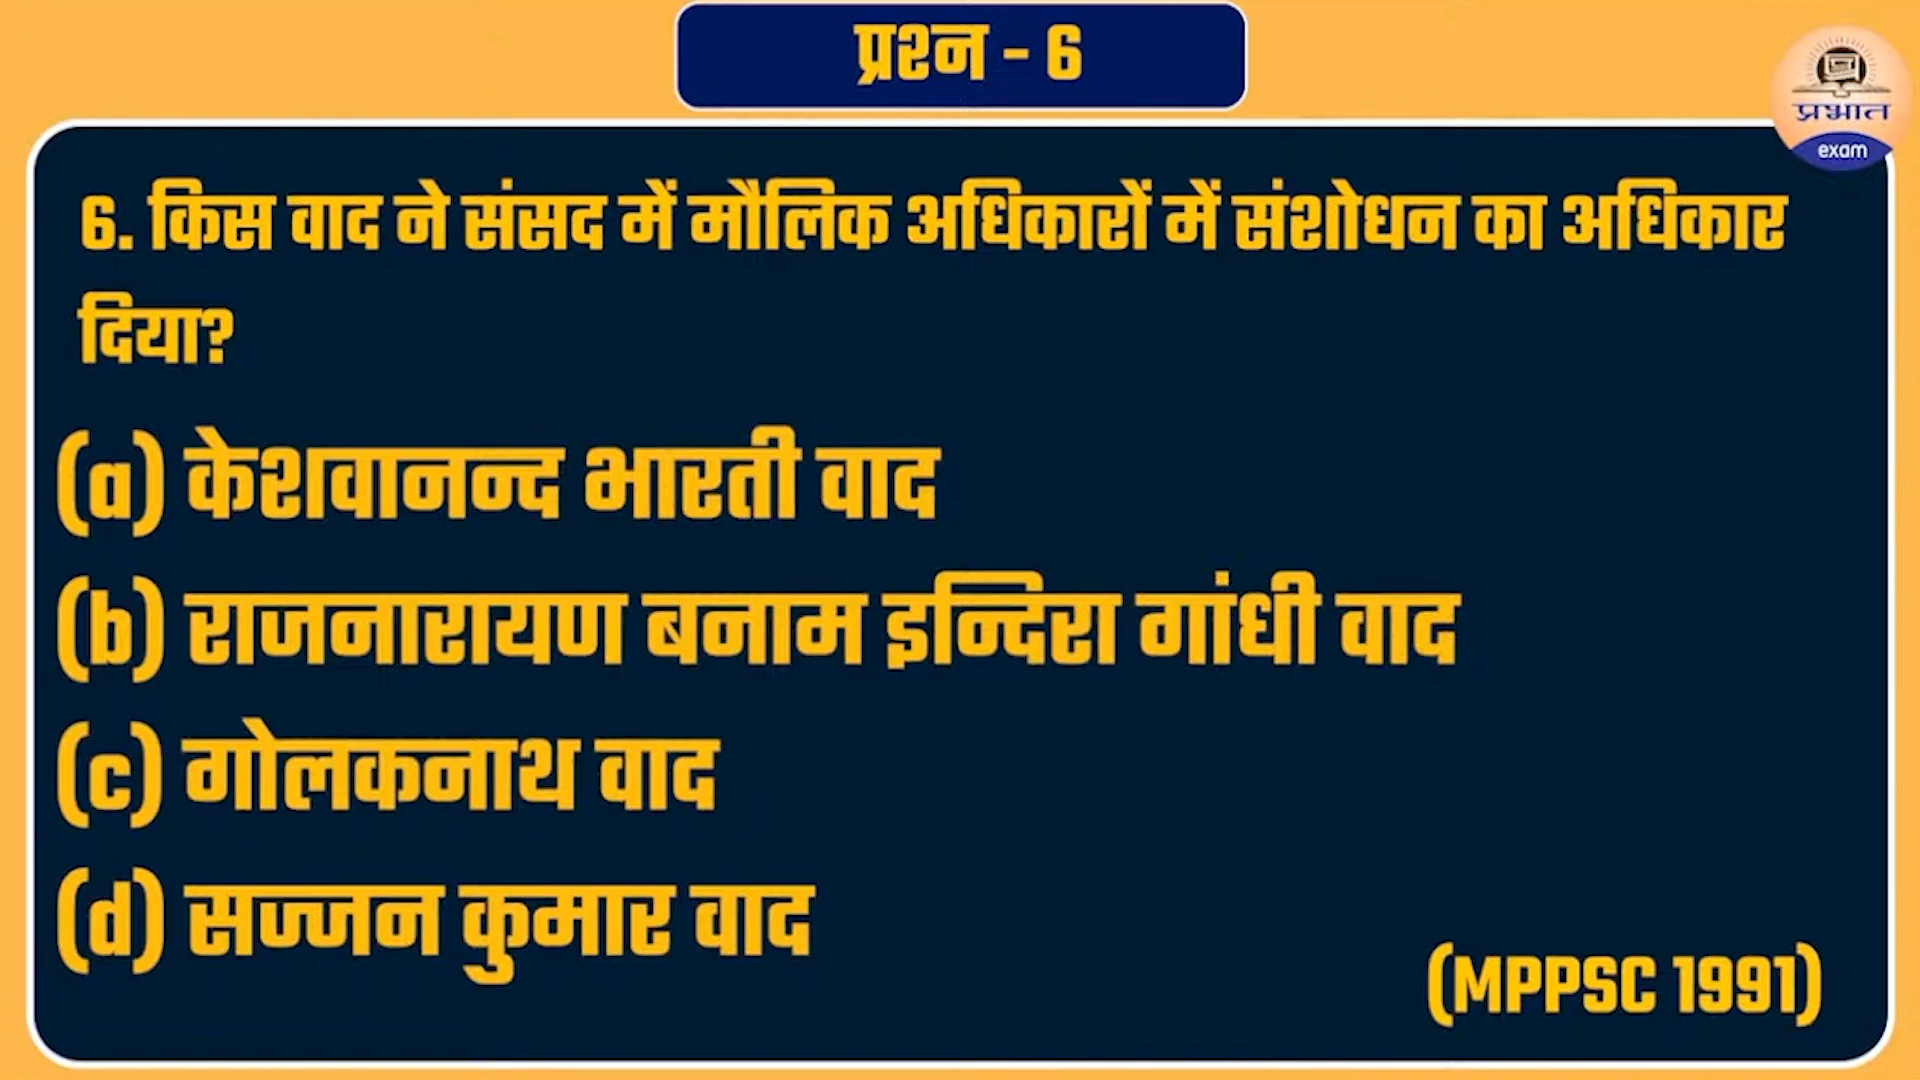 प्रश्न - 6
प्रभात
exam
6. किस वाद ने संसद में मौलिक अधिकारों में संशोधन का अधिकार
दिया?
(a) केशवानन्द भारती वाद
(b) राजनारायण बनाम इन्दिरा गांधी वाद
(c) गोलकनाथ वाद
(d) सज्जन कुमार वाद
(MPPSC 1991)